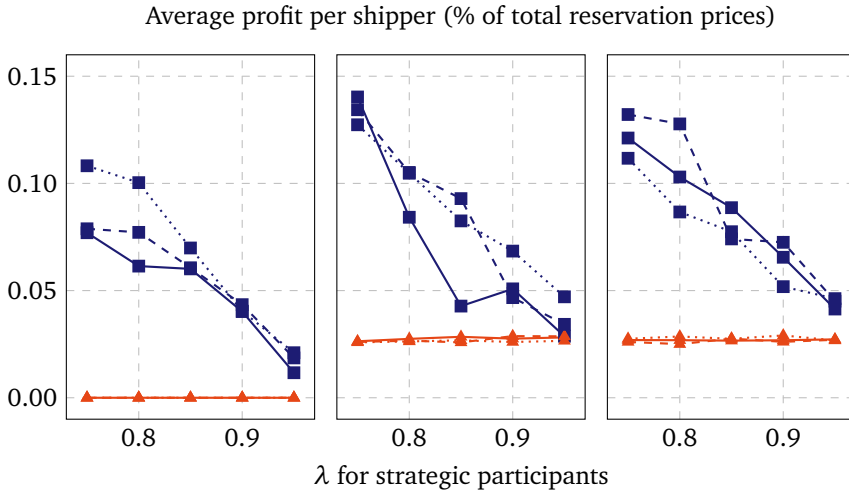 Average profit per shipper (% of total reservation prices)
0.15
0.10
0.05
0.00
0.8 0.9 0.8 0.9 0.8 0.9
λ for strategic participants